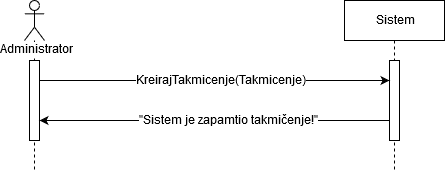 Sistem
Administrator
KreirajTakmicenje(Takmicenje)
"Sistem je zapamtio takmičenje!"